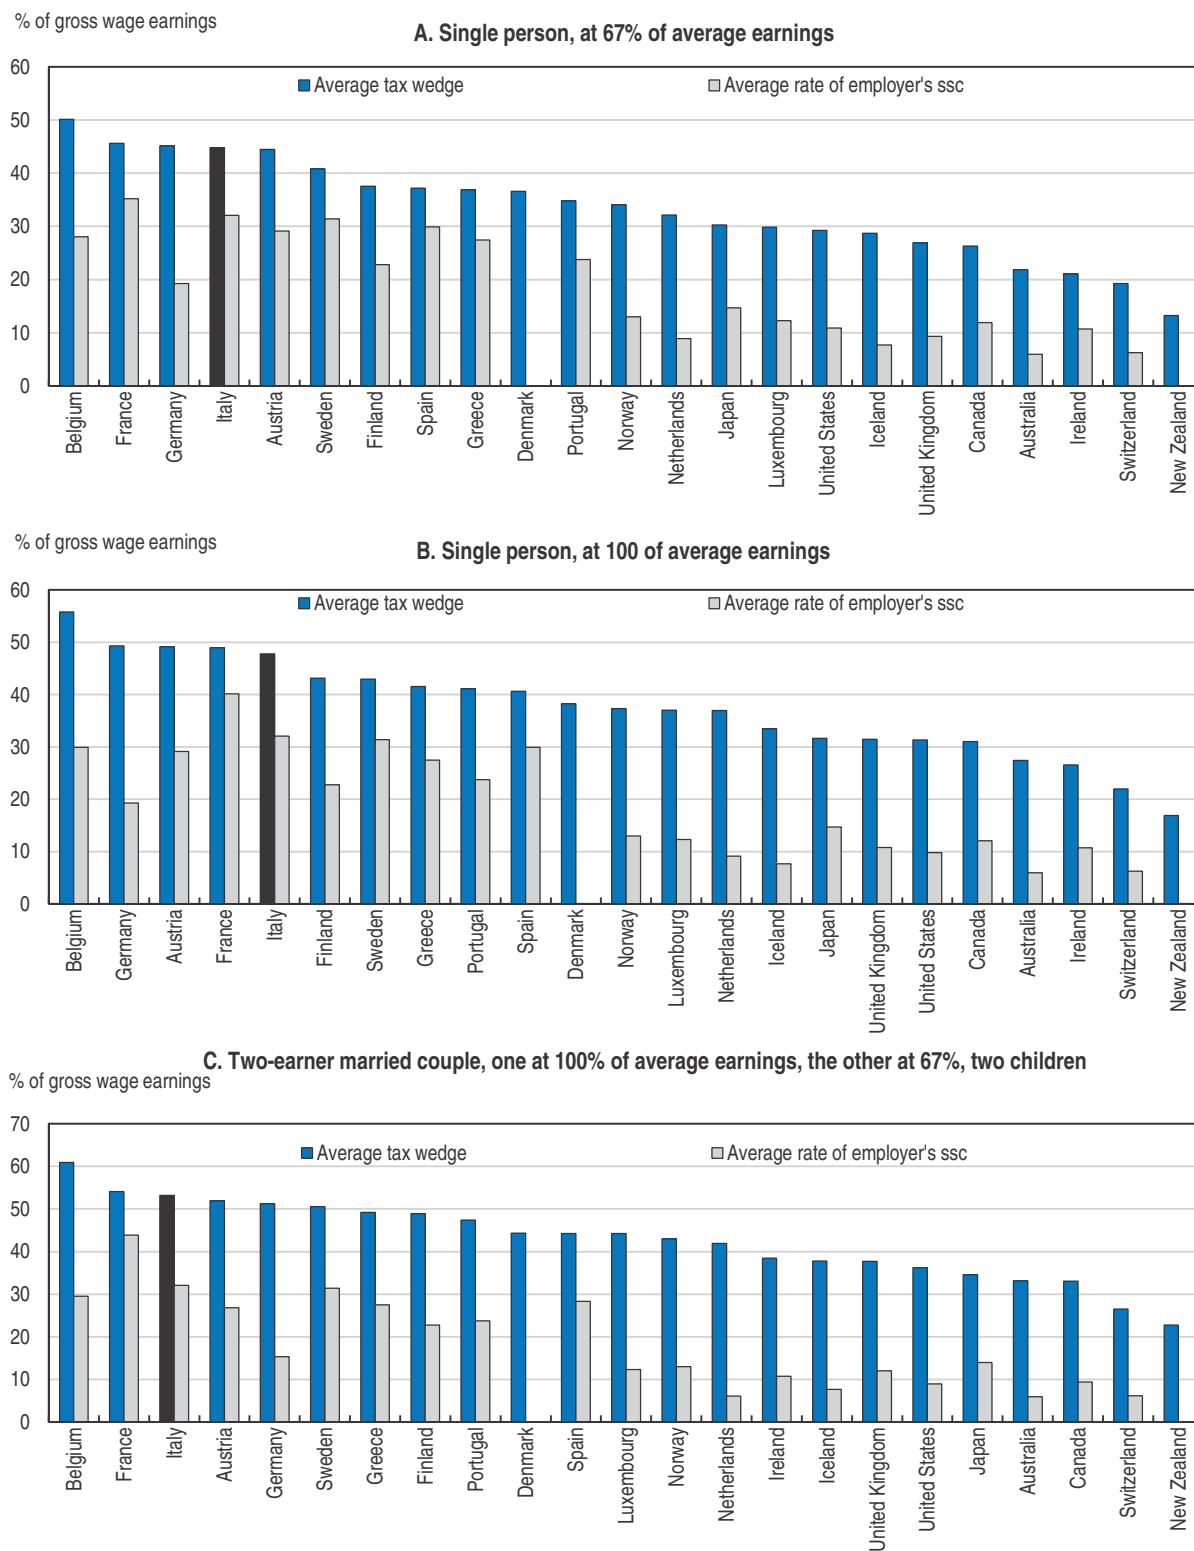 % of gross wage earnings
A. Single person, at 67% of average earnings
60
Average tax wedge Average rate of employer's ssc
50
40
30
20
10
0
Belgium France Germany Italy Austria Sweden Finland Spain Greece Denmark Portugal Norway Netherlands Japan Luxembourg United States Iceland United Kingdom Canada Australia Ireland Switzerland New Zealand
% of gross wage earnings
B. Single person, at 100 of average earnings
60
Average tax wedge Average rate of employer's ssc
50
40
30
20
10
0
Belgium Germany Austria France Italy Finland Sweden Greece Portugal Spain Denmark Norway Luxembourg Netherlands Iceland Japan United Kingdom United States Canada Australia Ireland Switzerland New Zealand
C. Two-earner married couple, one at 100% of average earnings, the other at 67%, two children
% of gross wage earnings
70
Average tax wedge Average rate of employer's ssc
60
50
40
30
20
10
0
Belgium France Italy Austria Germany Sweden Greece Finland Portugal Denmark Spain Luxembourg Norway Netherlands Ireland Iceland United Kingdom United States Japan Australia Canada Switzerland New Zealand